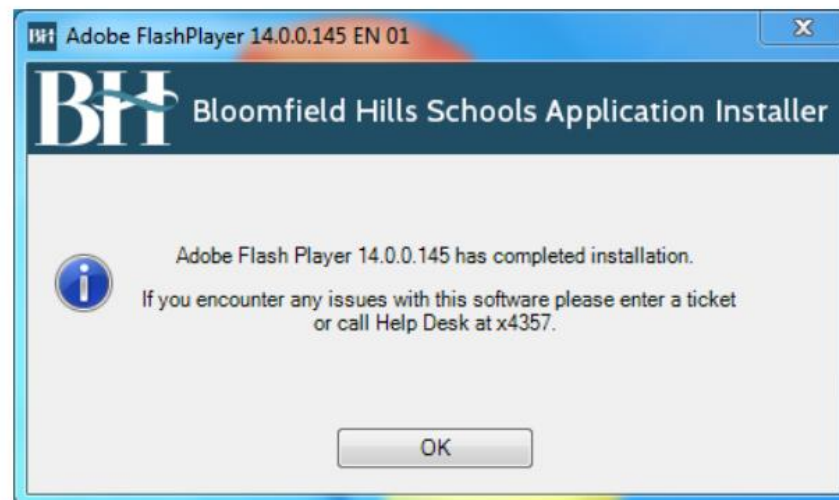 BH Adobe FlashPlayer 14.0.0.145 EN 01
BH Bloomfield Hills Schools Application Installer
Adobe Flash Player 14.0.0.145 has completed installation.
If you encounter any issues with this software please enter a ticket
or call Help Desk at x4357.
OK